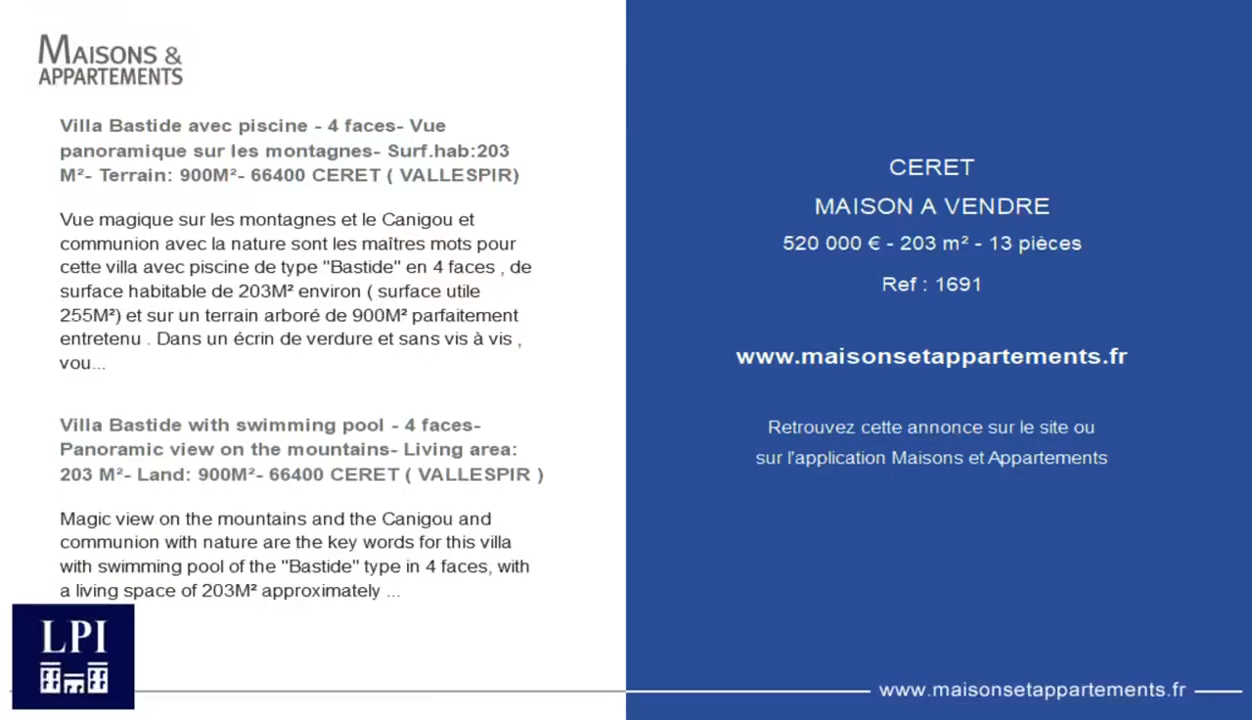 MAISONS &
APPARTEMENTS
Villa Bastide avec piscine - 4 faces- Vue
panoramique sur les montagnes- Surf.hab:203
M²- Terrain: 900M²- 66400 CERET ( VALLESPIR)
Vue magique sur les montagnes et le Canigou et
communion avec la nature sont les maîtres mots pour
cette villa avec piscine de type "Bastide" en 4 faces , de
surface habitable de 203M² environ ( surface utile
255M²) et sur un terrain arboré de 900M² parfaitement
entretenu . Dans un écrin de verdure et sans vis à vis ,
vou...
Villa Bastide with swimming pool - 4 faces-
Panoramic view on the mountains- Living area:
203 M²- Land: 900M²- 66400 CERET ( VALLESPIR )
Magic view on the mountains and the Canigou and
communion with nature are the key words for this villa
with swimming pool of the "Bastide" type in 4 faces, with
a living space of 203M² approximately ...
LPI
CERET
MAISON A VENDRE
520 000 € - 203 m² - 13 pièces
Ref : 1691
www.maisonsetappartements.fr
Retrouvez cette annonce sur le site ou
sur l'application Maisons et Appartements
www.maisonsetappartements.fr